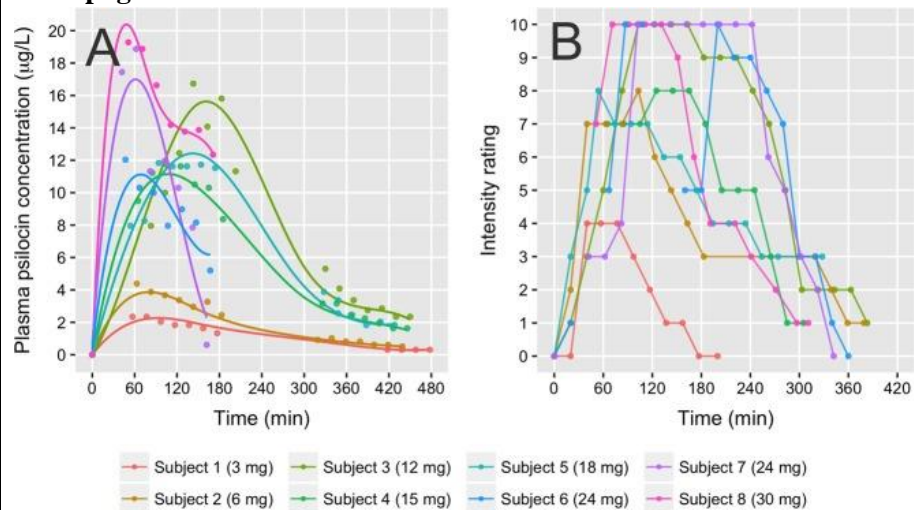 A
B
Plasma psilocin concentration (µg/L)
20
18
16
14
12
10
8
6
4
2
0
0 60 120 180 240 300 360 420 480
Time (min)
Intensity rating
10
9
8
7
6
5
4
3
2
1
0
0 60 120 180 240 300 360 420
Time (min)
Subject 1 (3 mg) Subject 3 (12 mg) Subject 5 (18 mg) Subject 7 (24 mg)
Subject 2 (6 mg) Subject 4 (15 mg) Subject 6 (24 mg) Subject 8 (30 mg)